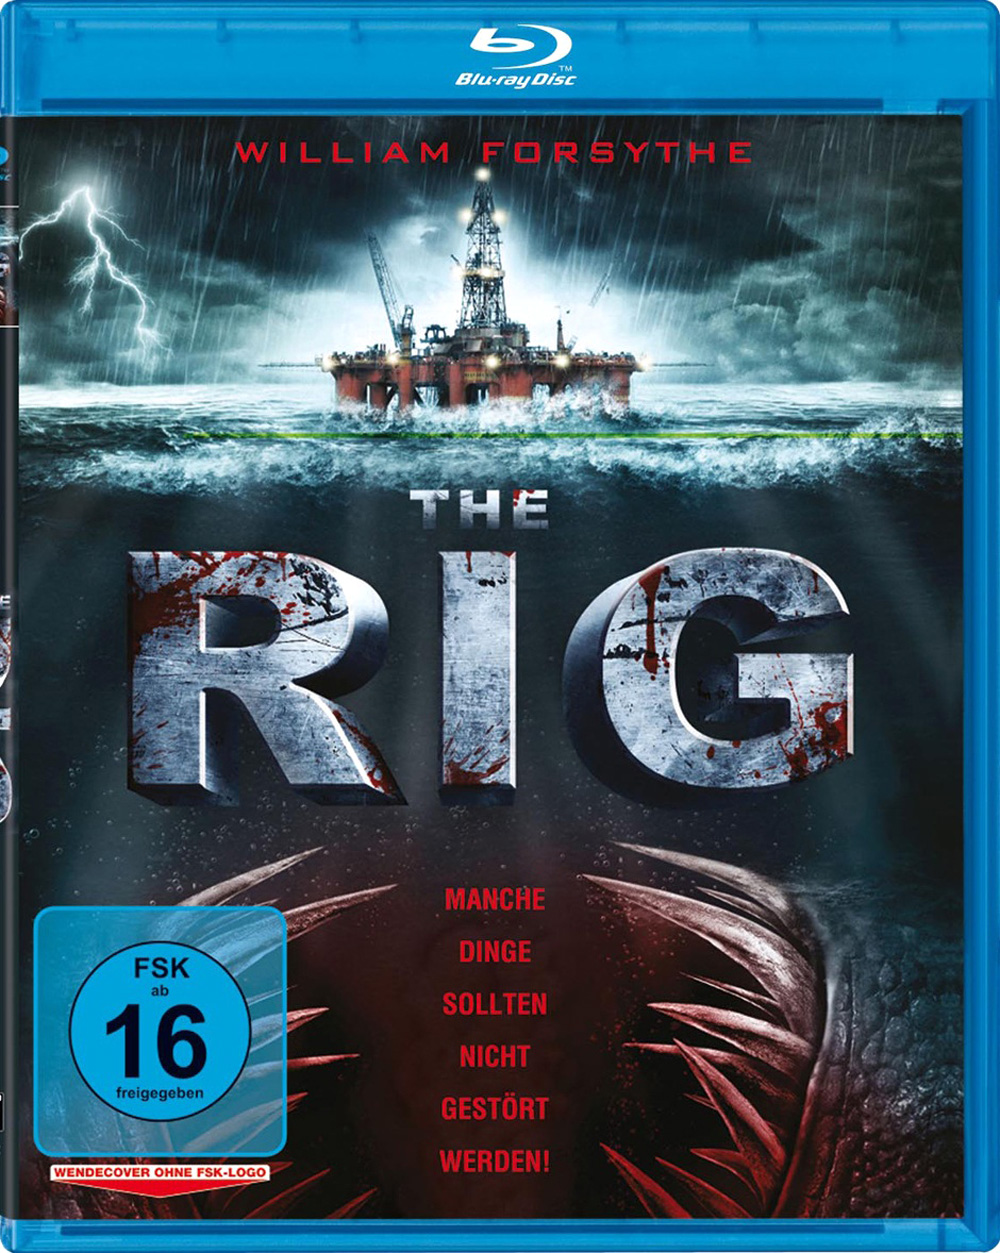 Blu-ray Disc
TM
WILLIAM FORSYTHE
THE
RIG
MANCHE
DINGE
SOLLTEN
NICHT
GESTÖRT
WERDEN!
FSK
ab
16
freigegeben
WENDECOVER OHNE FSK-LOGO